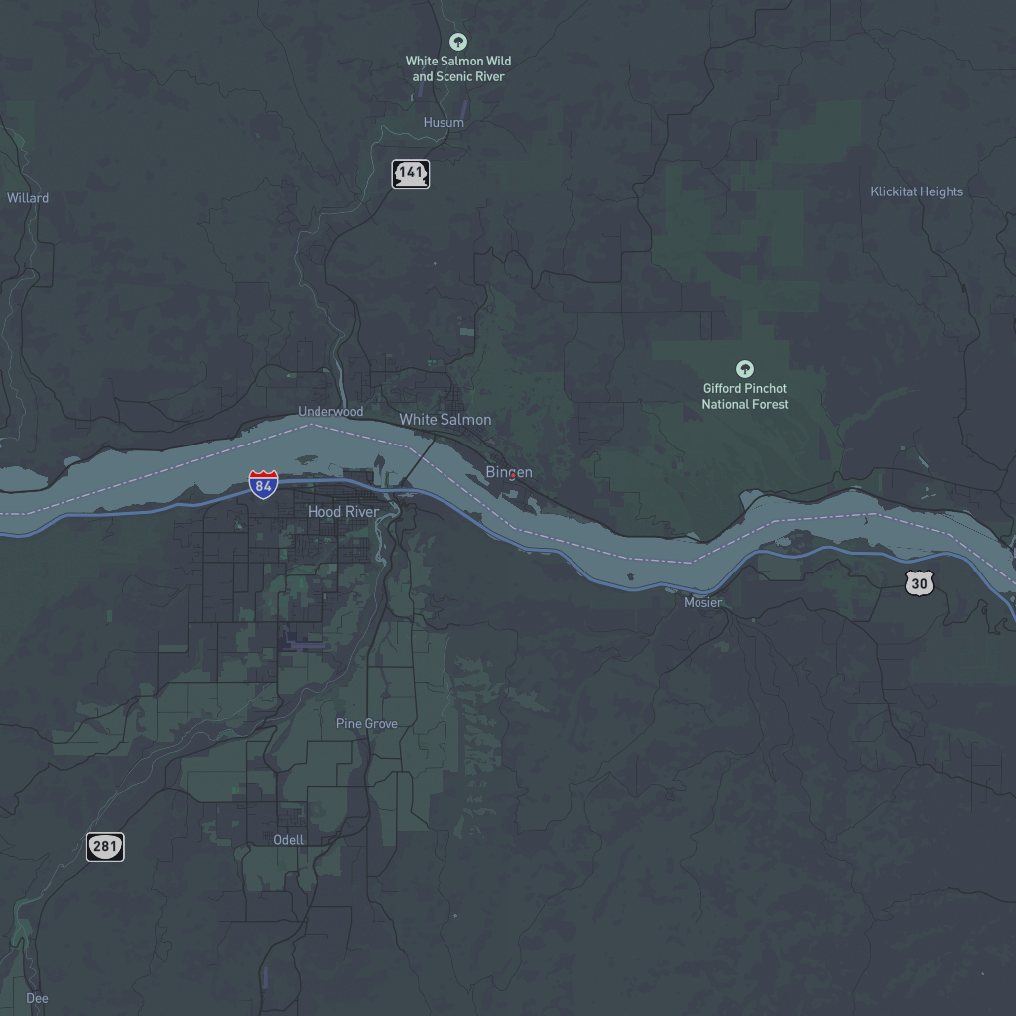 White Salmon Wild
and Scenic River
Husum
141
Willard
Klickitat Heights
Gifford Pinchot
National Forest
Underwood
White Salmon
Bingen
84
Hood River
30
Mosier
Pine Grove
Odell
281
Dee